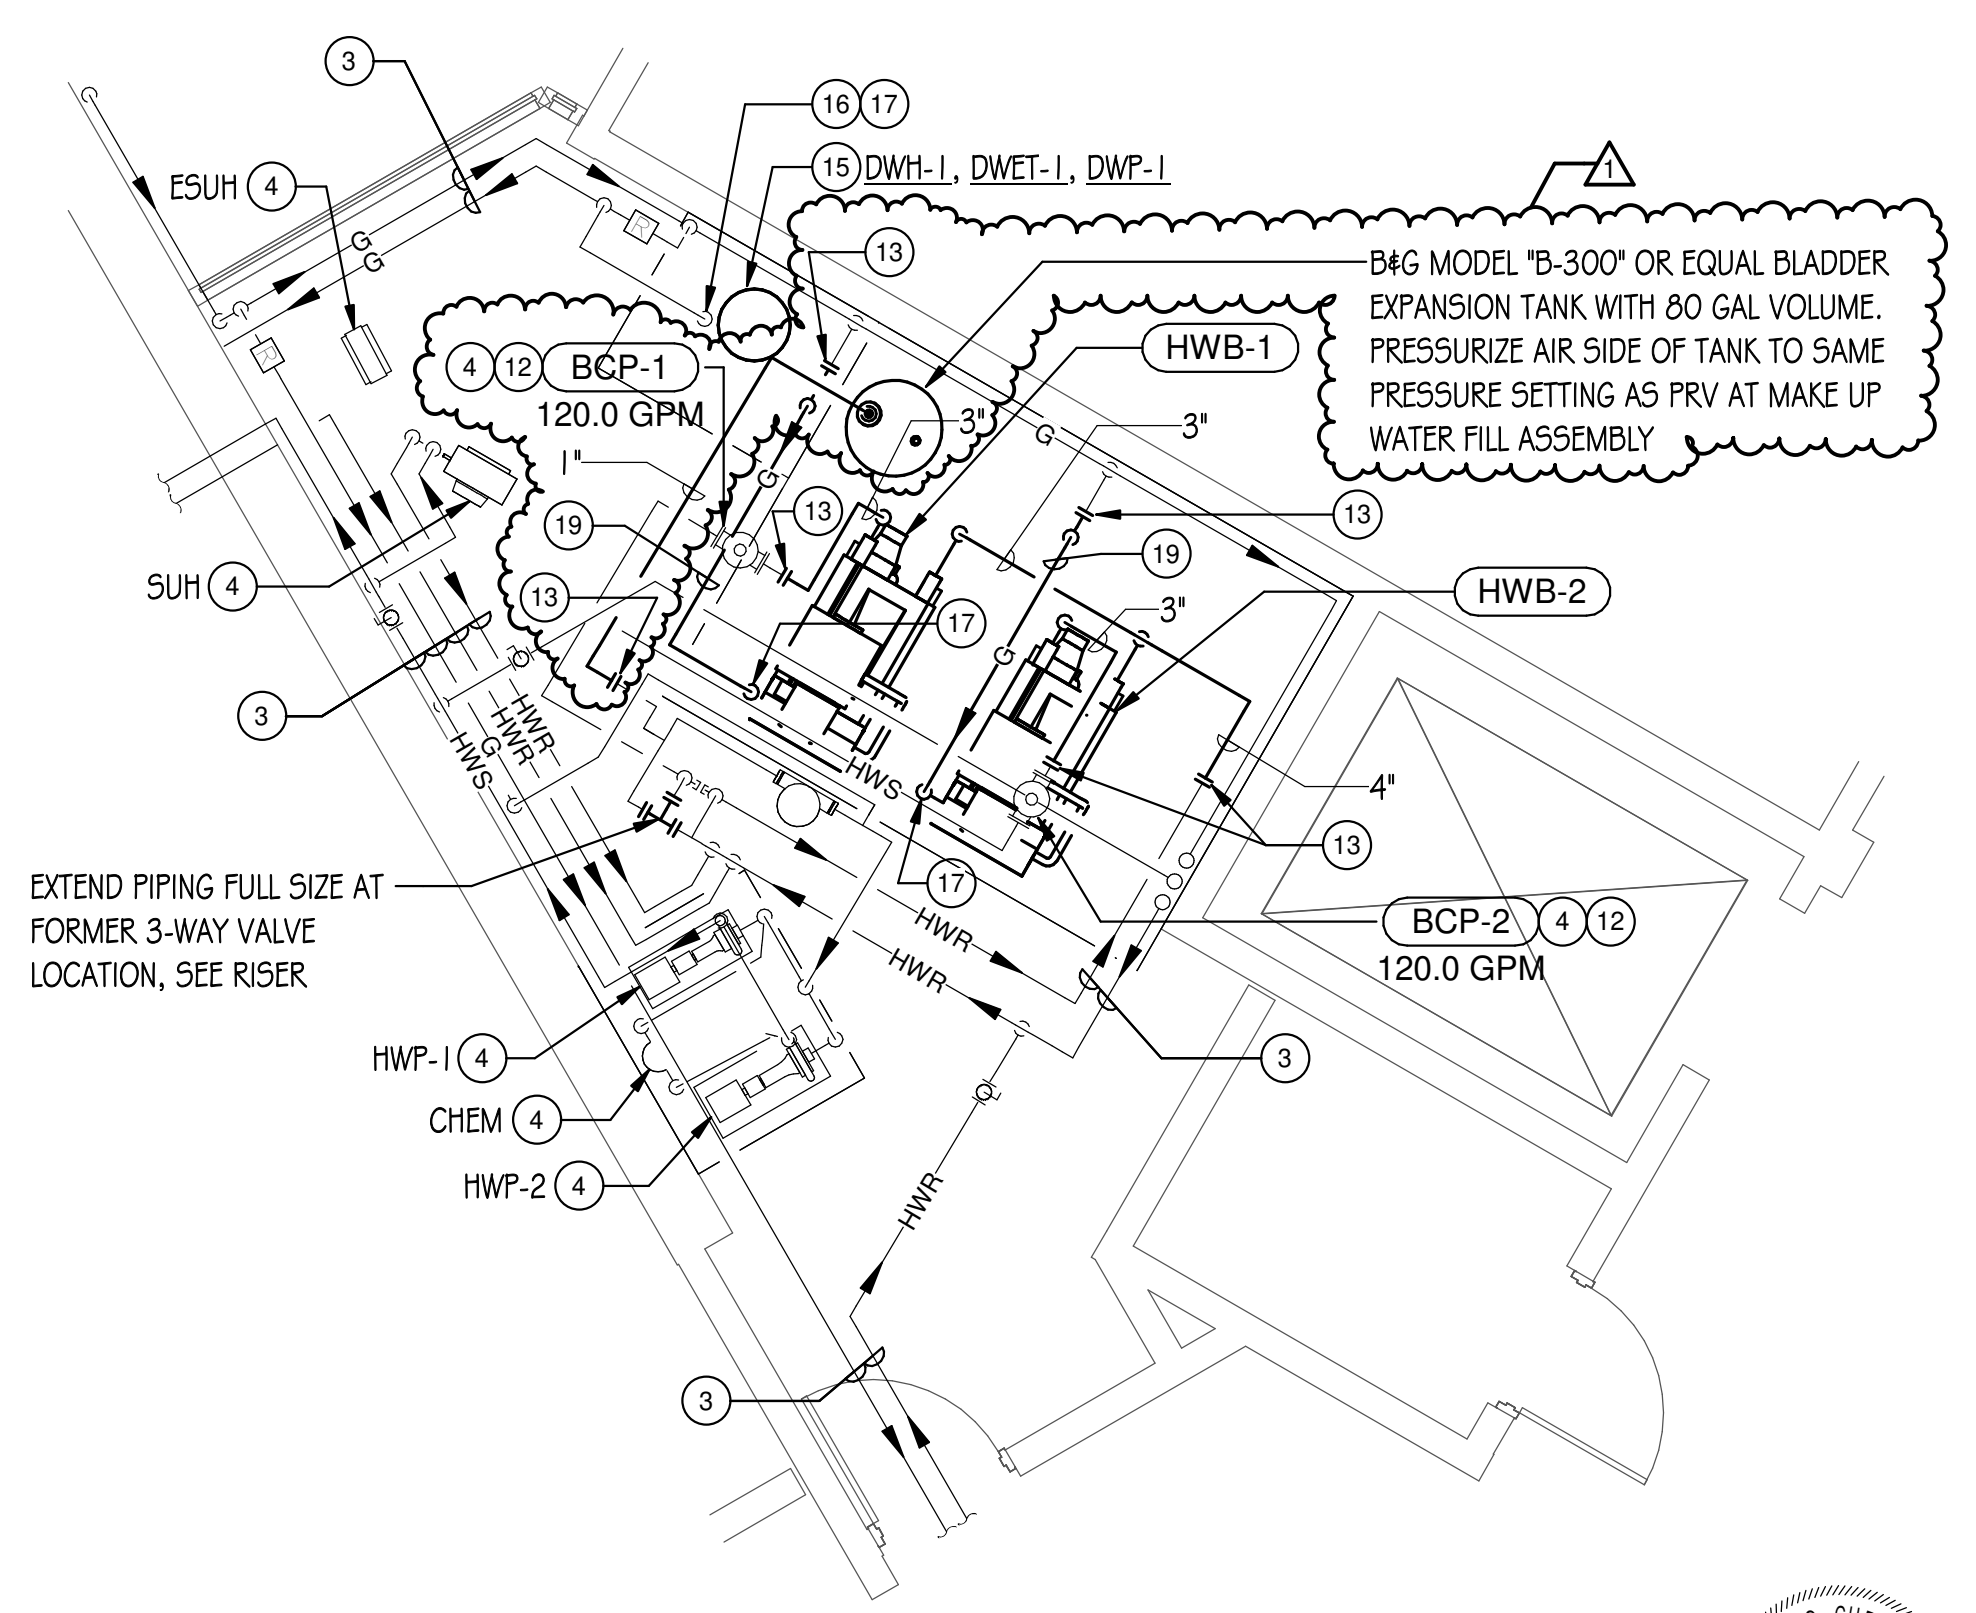 3
16 17
15 DWH-1, DWET-1, DWP-1
1
ESUH 4
R
13
G
G
B&G MODEL "B-300" OR EQUAL BLADDER
EXPANSION TANK WITH 80 GAL VOLUME.
PRESSURIZE AIR SIDE OF TANK TO SAME
PRESSURE SETTING AS PRV AT MAKE UP
WATER FILL ASSEMBLY
R
HWB-1
4 12 BCP-1
120.0 GPM
3"
3"
G
1"
G
13
13
19
19
SUH 4
13
HWB-2
3"
17
G
3
HWR
HWR
G
HWS
HWS
4"
13
17
EXTEND PIPING FULL SIZE AT
FORMER 3-WAY VALVE
LOCATION, SEE RISER
HWR
HWR
BCP-2 4 12
120.0 GPM
HWP-1 4
3
CHEM 4
HWP-2 4
HWR
3